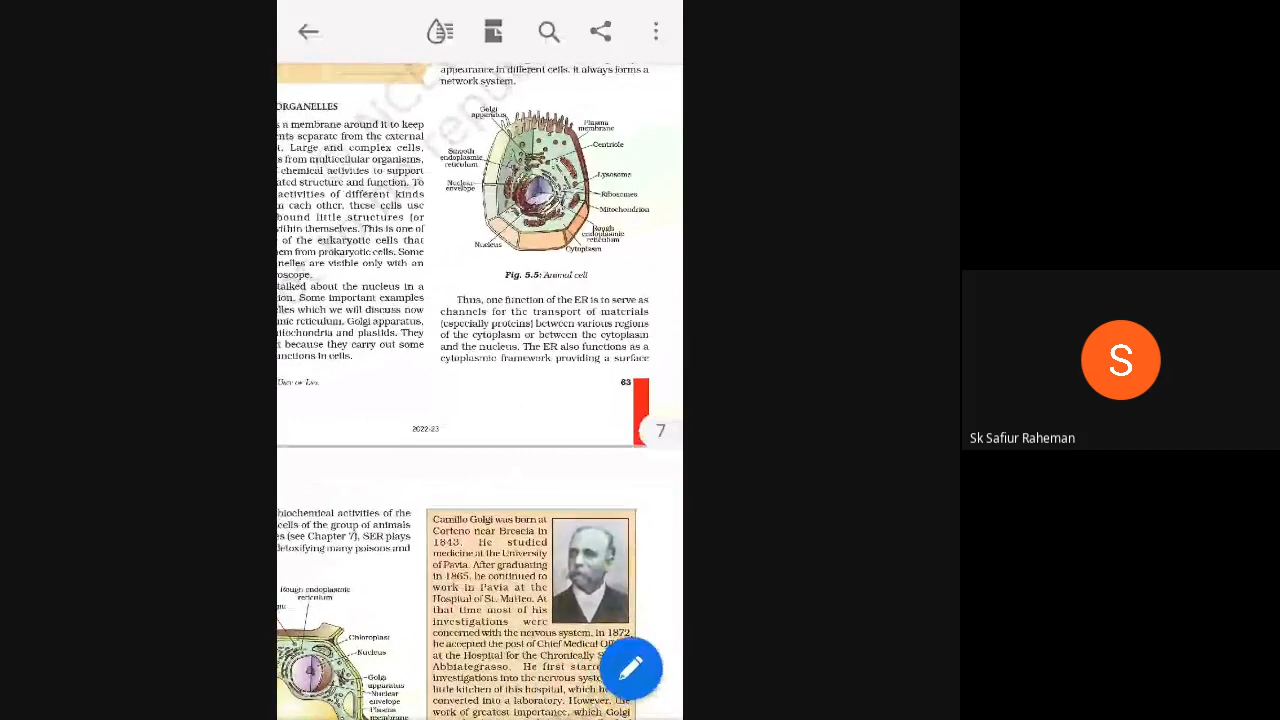 appearance in different cells, it always forms a
network system.
ORGANELLES
s a membrane around it to keep
ents separate from the external
t. Large and complex cells,
s from multicellular organisms,
f chemical activities to support
ated structure and function. To
activities of different kinds
m each other, these cells use
bound little structures (or
within themselves. This is one of
s of the eukaryotic cells that
em from prokaryotic cells. Some
nelles are visible only with an
roscope.
talked about the nucleus in a
ion. Some important examples
lles which we will discuss now
mic reticulum, Golgi apparatus,
mitochondria and plastids. They
t because they carry out some
unctions in cells.
Golgi
apparatus
Plasma
membrane
Centriole
Smooth
endoplasmic
reticulum
Lysosome
Nuclear
envelope
Ribosomes
Mitochondrion
Rough
endoplasmic
reticulum
Nucleus
Cytoplasm
Fig. 5.5: Animal cell
Thus, one function of the ER is to serve as
channels for the transport of materials
(especially proteins) between various regions
of the cytoplasm or between the cytoplasm
and the nucleus. The ER also functions as a
cytoplasmic framework providing a surface
63
2022-23
7
biochemical activities of the
cells of the group of animals
s (see Chapter 7), SER plays
detoxifying many poisons and
Rough endoplasmic
reticulum
Chloroplast
Nucleus
Golgi
apparatus
Nuclear
envelope
Plasma
membrane
Camillo Golgi was born at
Corteno near Brescia in
1843. He studied
medicine at the University
of Pavia. After graduating
in 1865, he continued to
work in Pavia at the
Hospital of St. Matteo. At
that time most of his
investigations were
concerned with the nervous system. In 1872
he accepted the post of Chief Medical Off
at the Hospital for the Chronically S
Abbiategrasso. He first starte
investigations into the nervous syst
little kitchen of this hospital, which he
converted into a laboratory. However, the
work of greatest importance, which Golgi
S
Sk Safiur Raheman